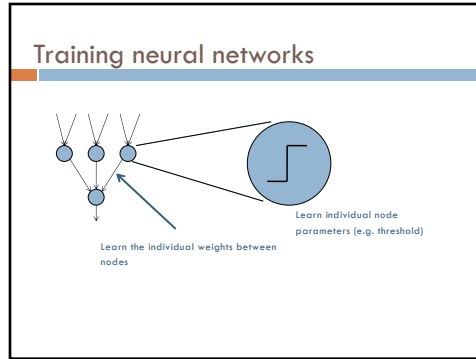 Training neural networks
Learn individual node
parameters (e.g. threshold)
Learn the individual weights between
nodes